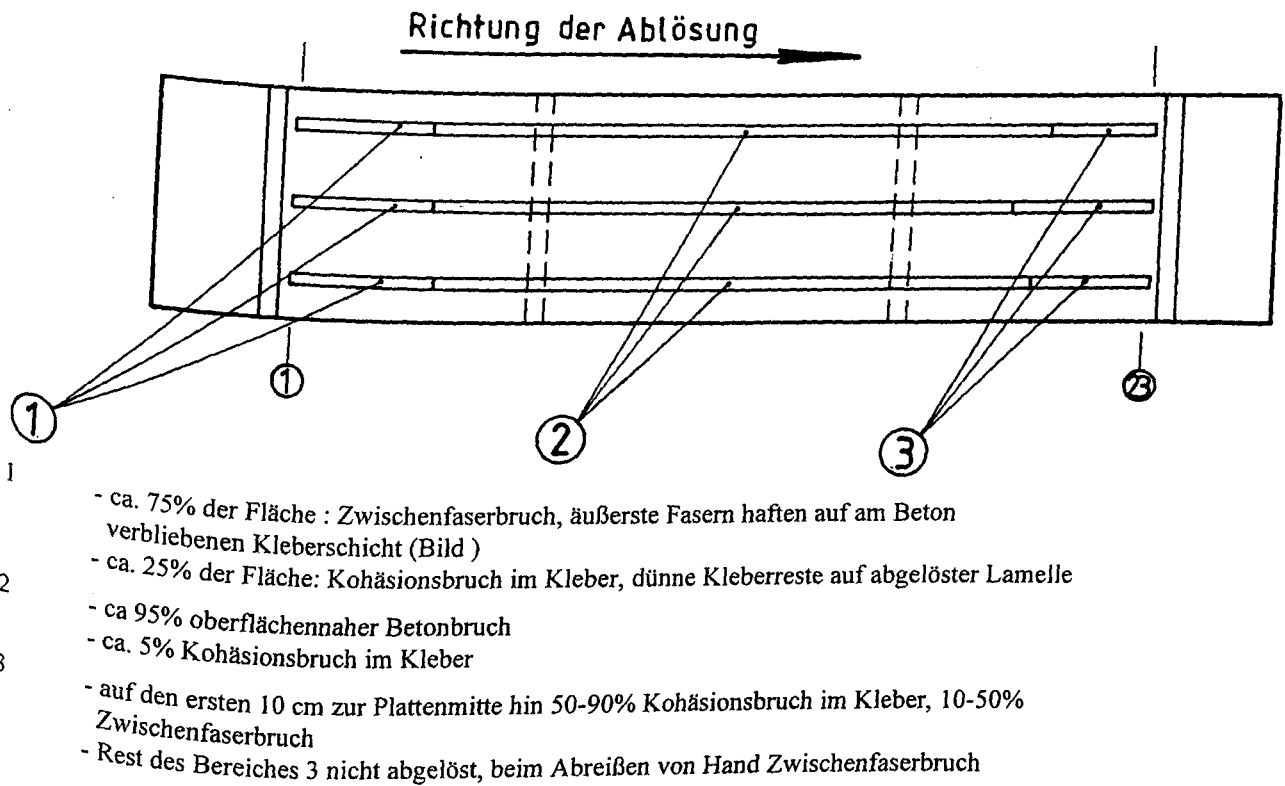 Richtung der Ablösung
1
23
1
2
3
1
- ca. 75% der Fläche : Zwischenfaserbruch, äußerste Fasern haften auf am Beton
verbliebenen Kleberschicht (Bild )
- ca. 25% der Fläche: Kohäsionsbruch im Kleber, dünne Kleberreste auf abgelöster Lamelle
2
- ca 95% oberflächennaher Betonbruch
- ca. 5% Kohäsionsbruch im Kleber
3
- auf den ersten 10 cm zur Plattenmitte hin 50-90% Kohäsionsbruch im Kleber, 10-50%
Zwischenfaserbruch
- Rest des Bereiches 3 nicht abgelöst, beim Abreißen von Hand Zwischenfaserbruch